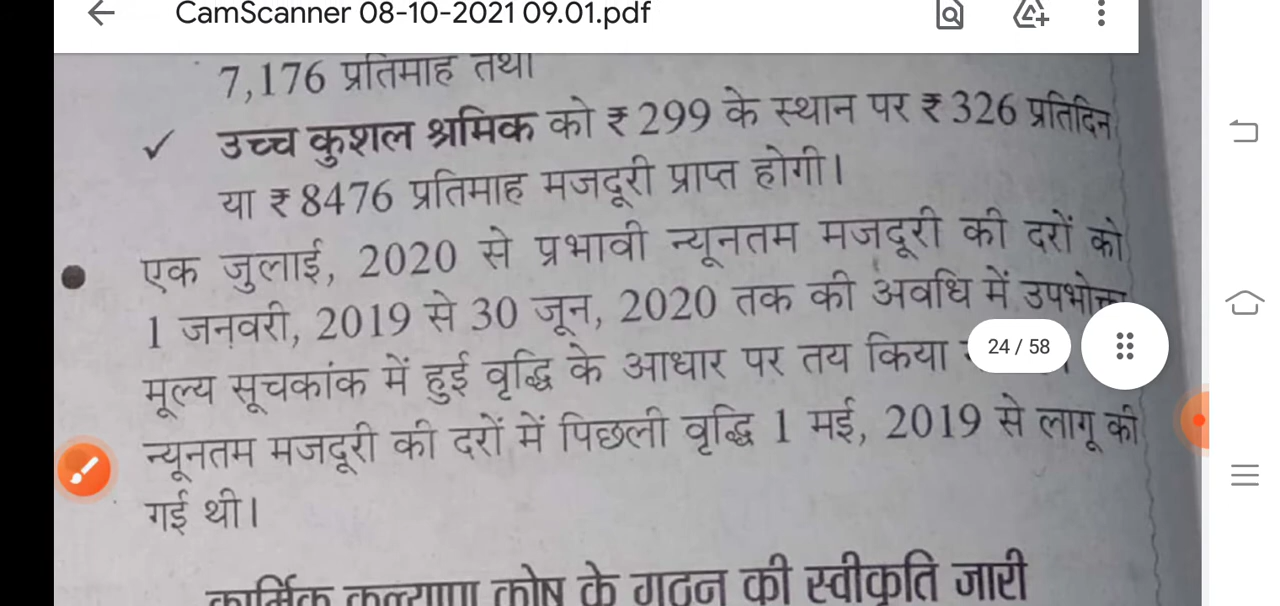 CamScanner 08-10-2021 09.01.pdf
7,176 प्रतिमाह तथा
✓ उच्च कुशल श्रमिक को ₹299 के स्थान पर ₹326 प्रतिदिन
या ₹8476 प्रतिमाह मजदूरी प्राप्त होगी।
● एक जुलाई, 2020 से प्रभावी न्यूनतम मजदूरी की दरों को
1 जनवरी, 2019 से 30 जून, 2020 तक की अवधि में
मूल्य सूचकांक में हुई वृद्धि के आधार पर तय किया
24 / 58
न्यूनतम मजदूरी की दरों में पिछली वृद्धि 1 मई, 2019 से लागू की
गई थी।
कार्मिक कल्याण कोष के गठन की स्वीकृति जारी